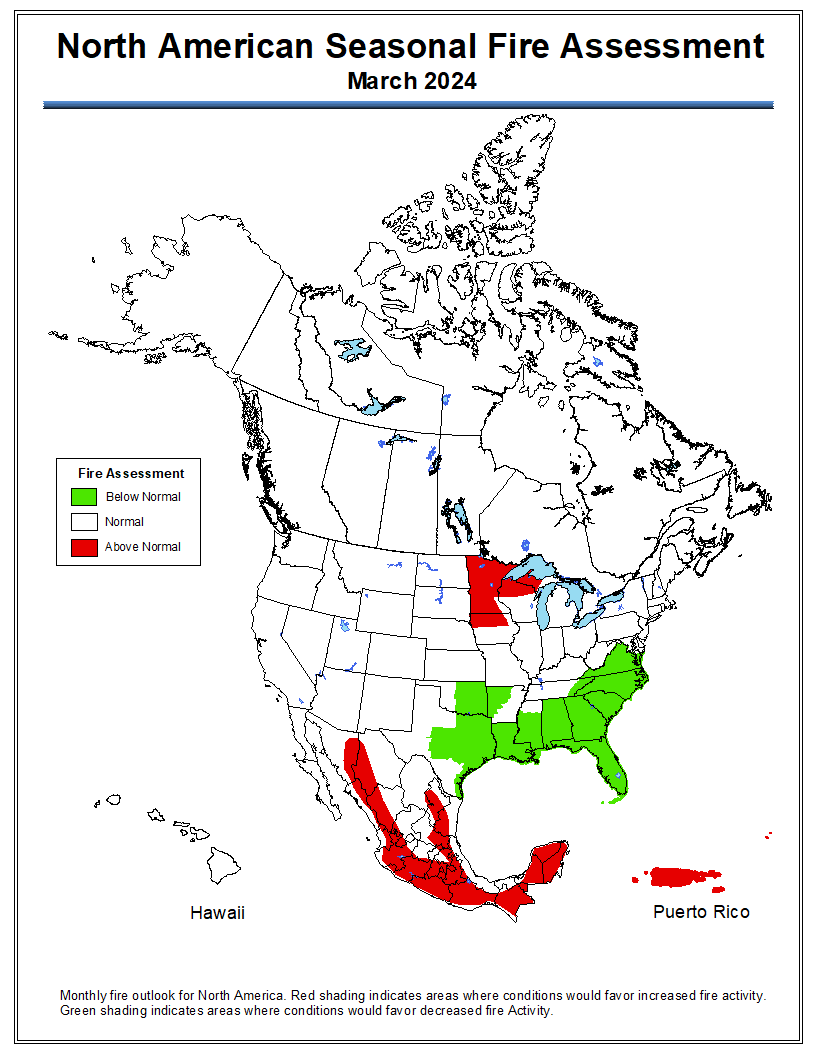 North American Seasonal Fire Assessment
March 2024
Fire Assessment
Below Normal
Normal
Above Normal
Hawaii
Puerto Rico
Monthly fire outlook for North America. Red shading indicates areas where conditions would favor increased fire activity.
Green shading indicates areas where conditions would favor decreased fire Activity.